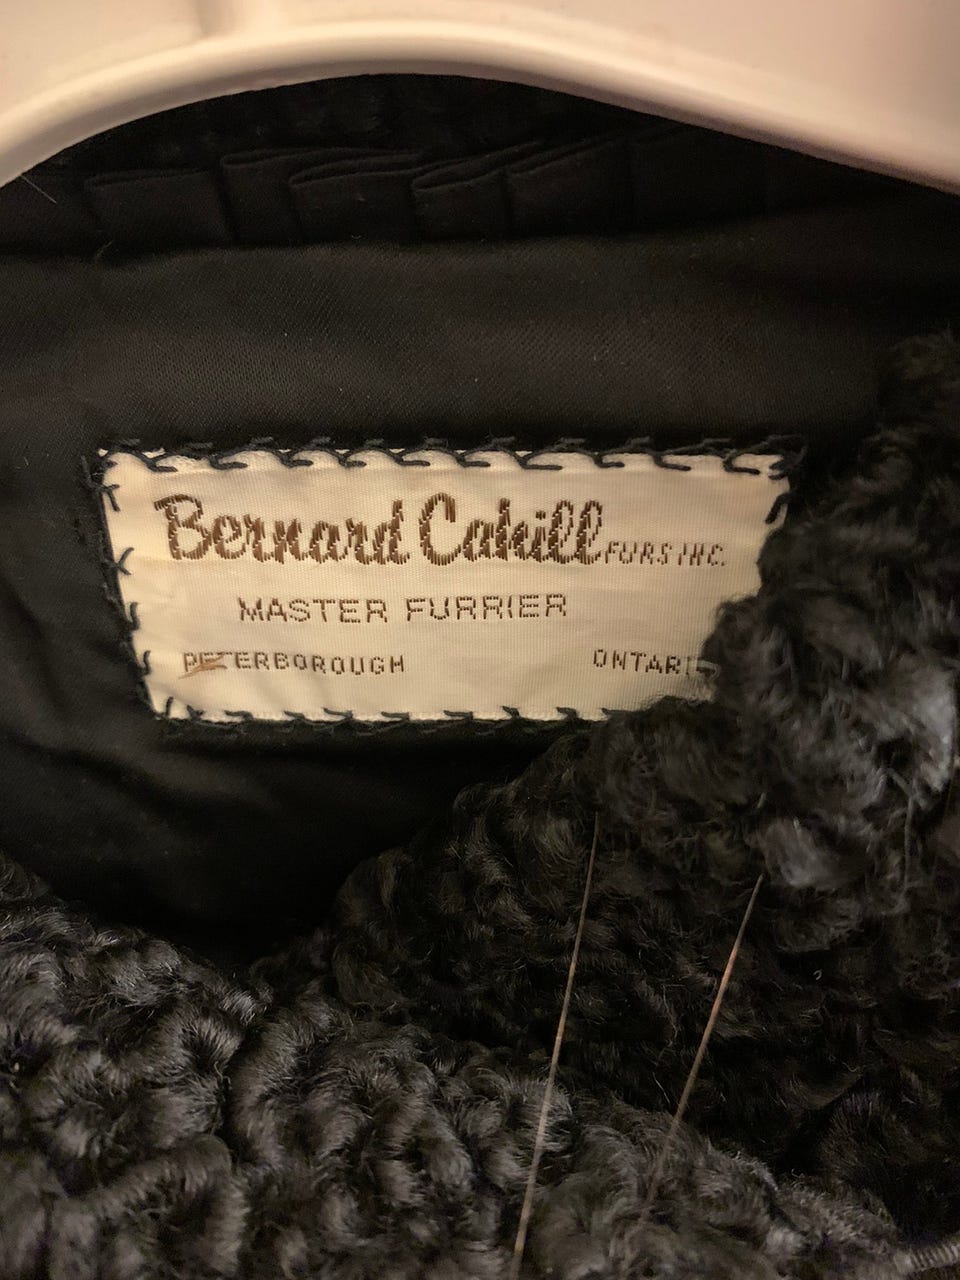 Bernard Cahill FURS INC.
MASTER FURRIER
PETERBOROUGH ONTARIO